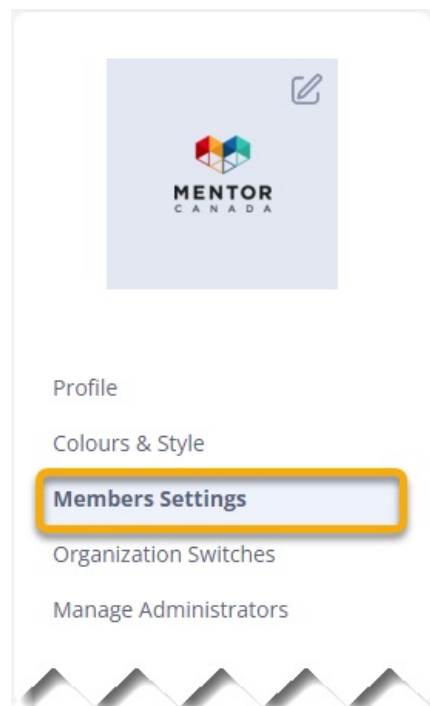 MENTOR
CANADA
Profile
Colours & Style
Members Settings
Organization Switches
Manage Administrators